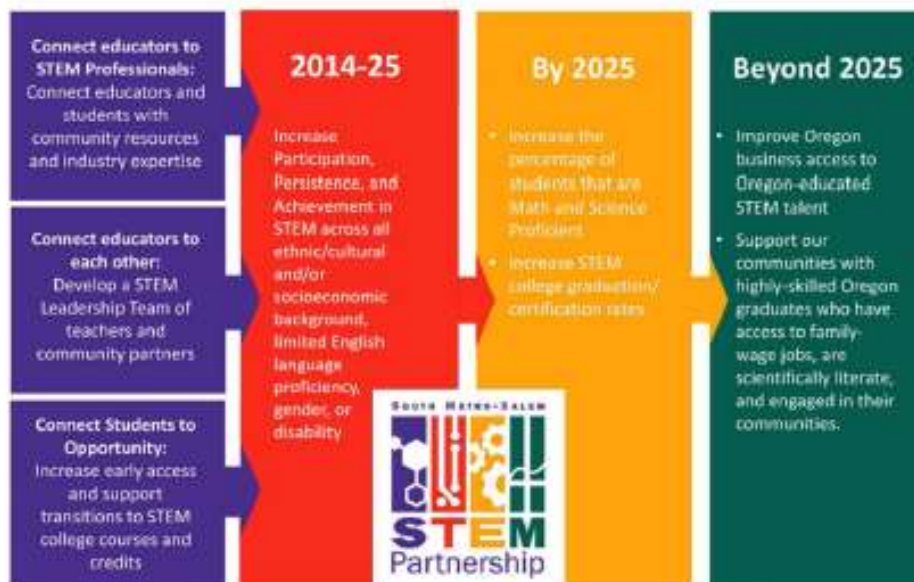 Connect educators to
STEM Professionals:
Connect educators and
students with
community resources
and industry expertise
Connect educators to
each other:
Develop a STEM
Leadership Team of
teachers and
community partners
Connect Students to
Opportunity:
Increase early access
and support
transitions to STEM
college courses and
credits
2014-25
Increase
Participation,
Persistence, and
Achievement in
STEM across all
ethnic/cultural
and/or
socioeconomic
background,
limited English
language
proficiency,
gender, or
disability
By 2025
• Increase the
percentage of
students that are
Math and Science
Proficient
• Increase STEM
college graduation/
certification rates
Beyond 2025
• Improve Oregon
business access to
Oregon-educated
STEM talent
• Support our
communities with
highly-skilled Oregon
graduates who have
access to family-
wage jobs, are
scientifically literate,
and engaged in their
communities.
SOUTH METRO-SALEM
STEM
Partnership